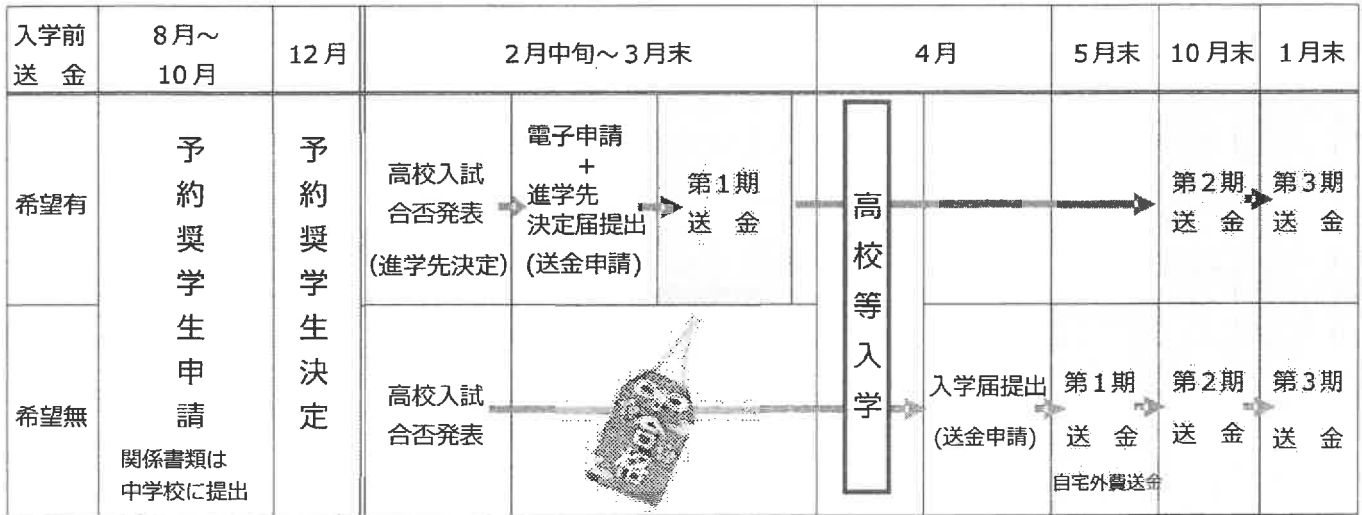 入学前
送　金
8月～
10月
12月
2月中旬～3月末
4月
5月末
10月末
1月末
希望有
予約奨学生申請
関係書類は
中学校に提出
予約奨学生決定
高校入試
合否発表
(進学先決定)
電子申請
+
進学先
決定届提出
(送金申請)
第1期
送　金
高校等入学
第2期
送　金
第3期
送　金
希望無
高校入試
合否発表
入学届提出
(送金申請)
第1期
送　金
自宅外費送金
第2期
送　金
第3期
送　金